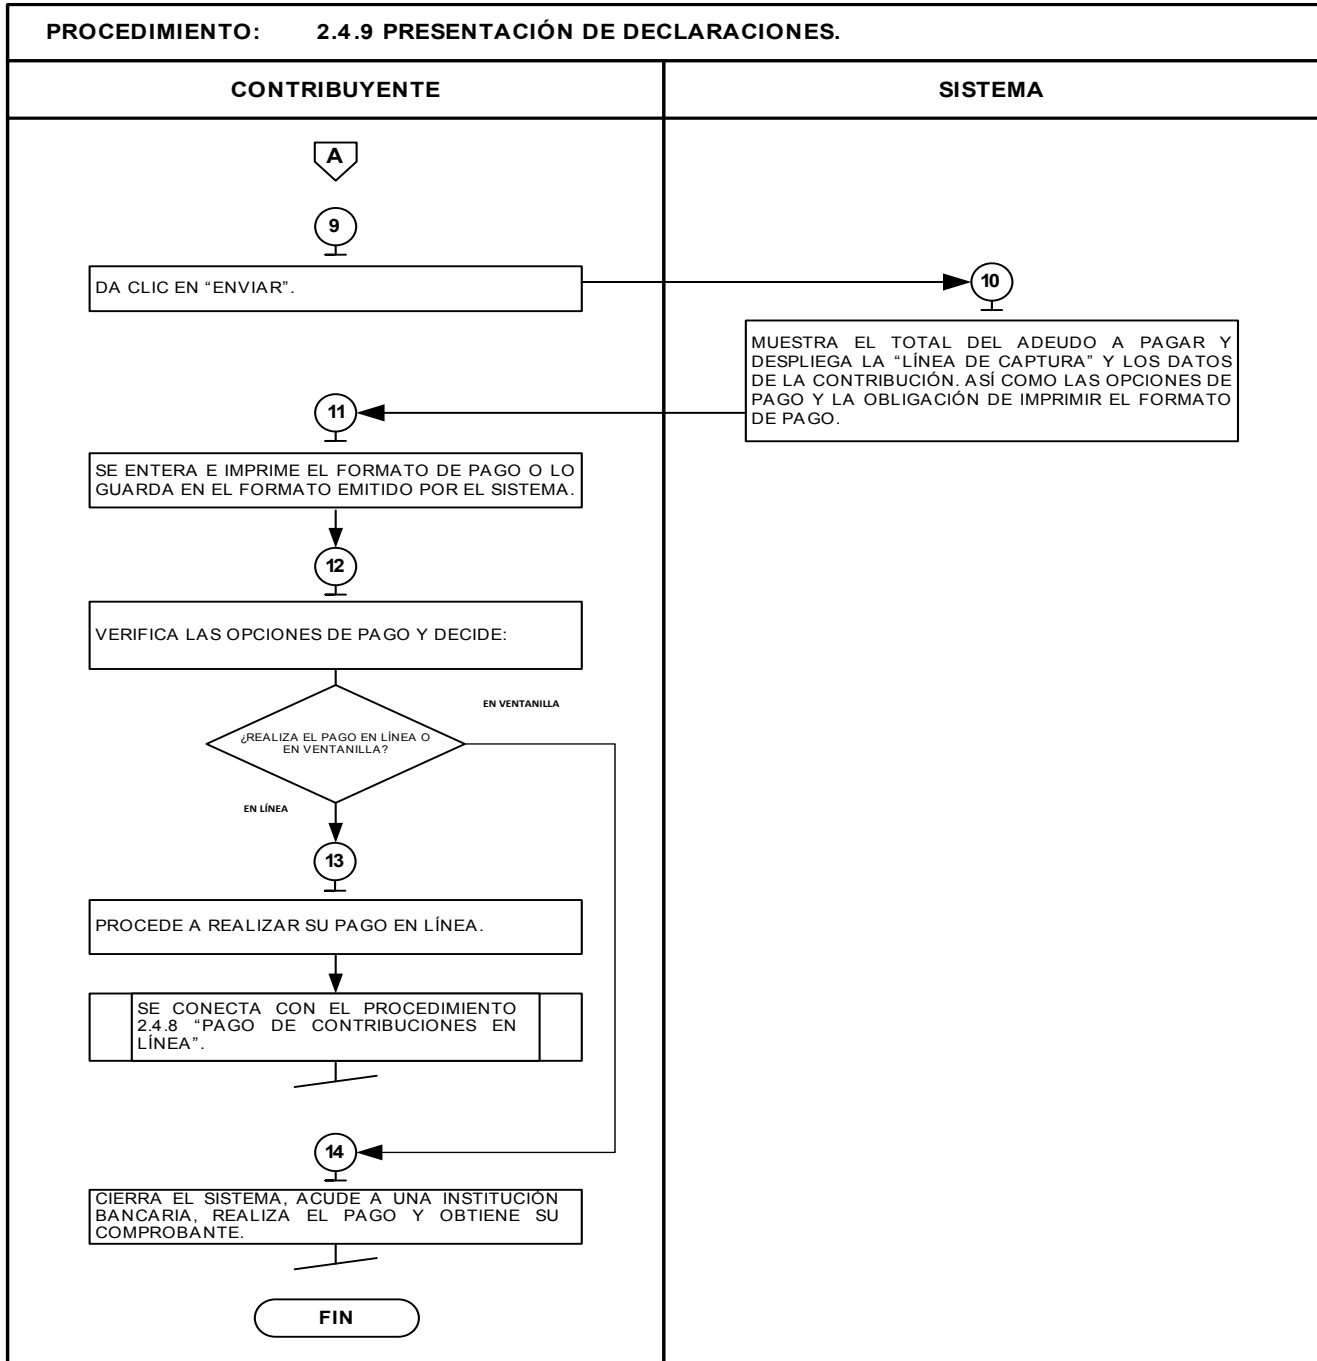 PROCEDIMIENTO: 2.4.9 PRESENTACIÓN DE DECLARACIONES.
CONTRIBUYENTE
SISTEMA
A
9
DA CLIC EN “ENVIAR”.
10
MUESTRA EL TOTAL DEL ADEUDO A PAGAR Y
DESPLIEGA LA “LÍNEA DE CAPTURA” Y LOS DATOS
DE LA CONTRIBUCIÓN. ASÍ COMO LAS OPCIONES DE
PAGO Y LA OBLIGACIÓN DE IMPRIMIR EL FORMATO
DE PAGO.
11
SE ENTERA E IMPRIME EL FORMATO DE PAGO O LO
GUARDA EN EL FORMATO EMITIDO POR EL SISTEMA.
12
VERIFICA LAS OPCIONES DE PAGO Y DECIDE:
EN VENTANILLA
¿REALIZA EL PAGO EN LÍNEA O
EN VENTANILLA?
EN LÍNEA
13
PROCEDE A REALIZAR SU PAGO EN LÍNEA.
SE CONECTA CON EL PROCEDIMIENTO
2.4.8 “PAGO DE CONTRIBUCIONES EN
LÍNEA”.
14
CIERRA EL SISTEMA, ACUDE A UNA INSTITUCIÓN
BANCARIA, REALIZA EL PAGO Y OBTIENE SU
COMPROBANTE.
FIN